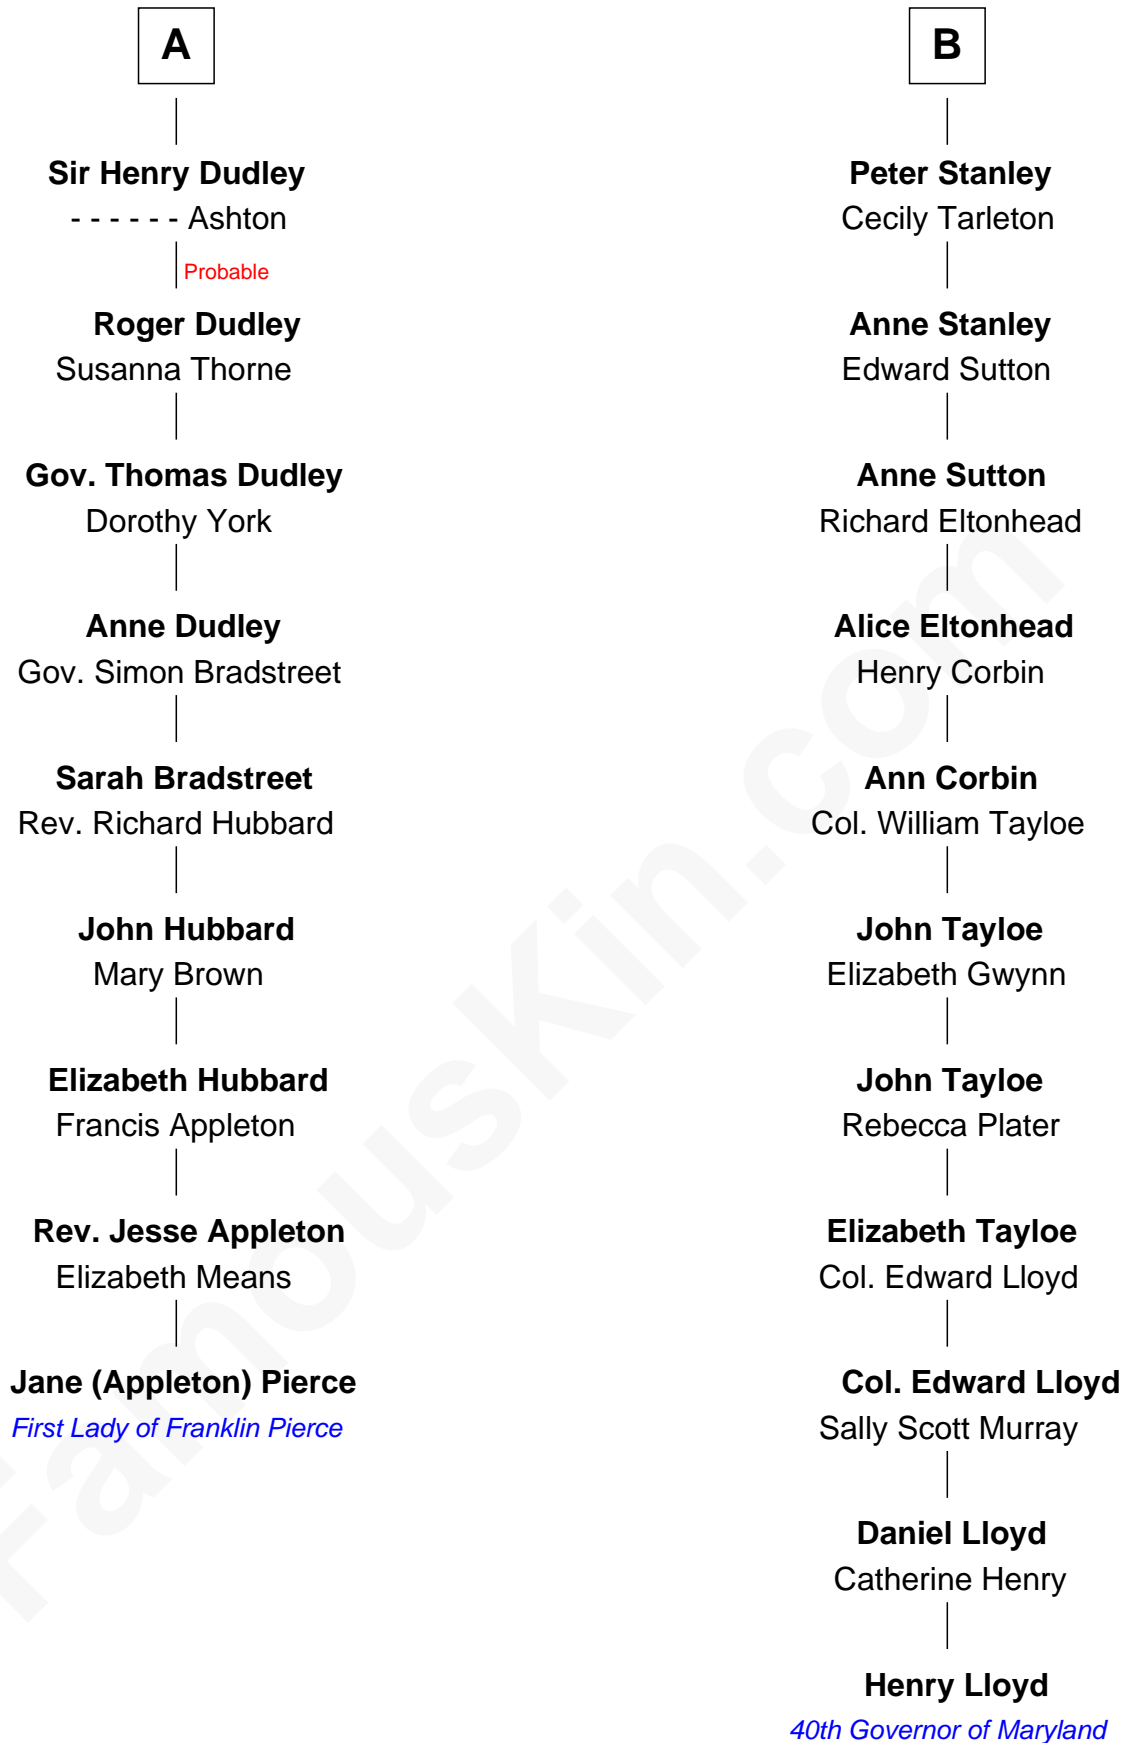 A
Sir Henry Dudley
- - - - - - Ashton
Probable
Roger Dudley
Susanna Thorne
Gov. Thomas Dudley
Dorothy York
Anne Dudley
Gov. Simon Bradstreet
Sarah Bradstreet
Rev. Richard Hubbard
John Hubbard
Mary Brown
Elizabeth Hubbard
Francis Appleton
Rev. Jesse Appleton
Elizabeth Means
Jane (Appleton) Pierce
First Lady of Franklin Pierce
B
Peter Stanley
Cecily Tarleton
Anne Stanley
Edward Sutton
Anne Sutton
Richard Eltonhead
Alice Eltonhead
Henry Corbin
Ann Corbin
Col. William Tayloe
John Tayloe
Elizabeth Gwynn
John Tayloe
Rebecca Plater
Elizabeth Tayloe
Col. Edward Lloyd
Col. Edward Lloyd
Sally Scott Murray
Daniel Lloyd
Catherine Henry
Henry Lloyd
40th Governor of Maryland
FamousKin.com